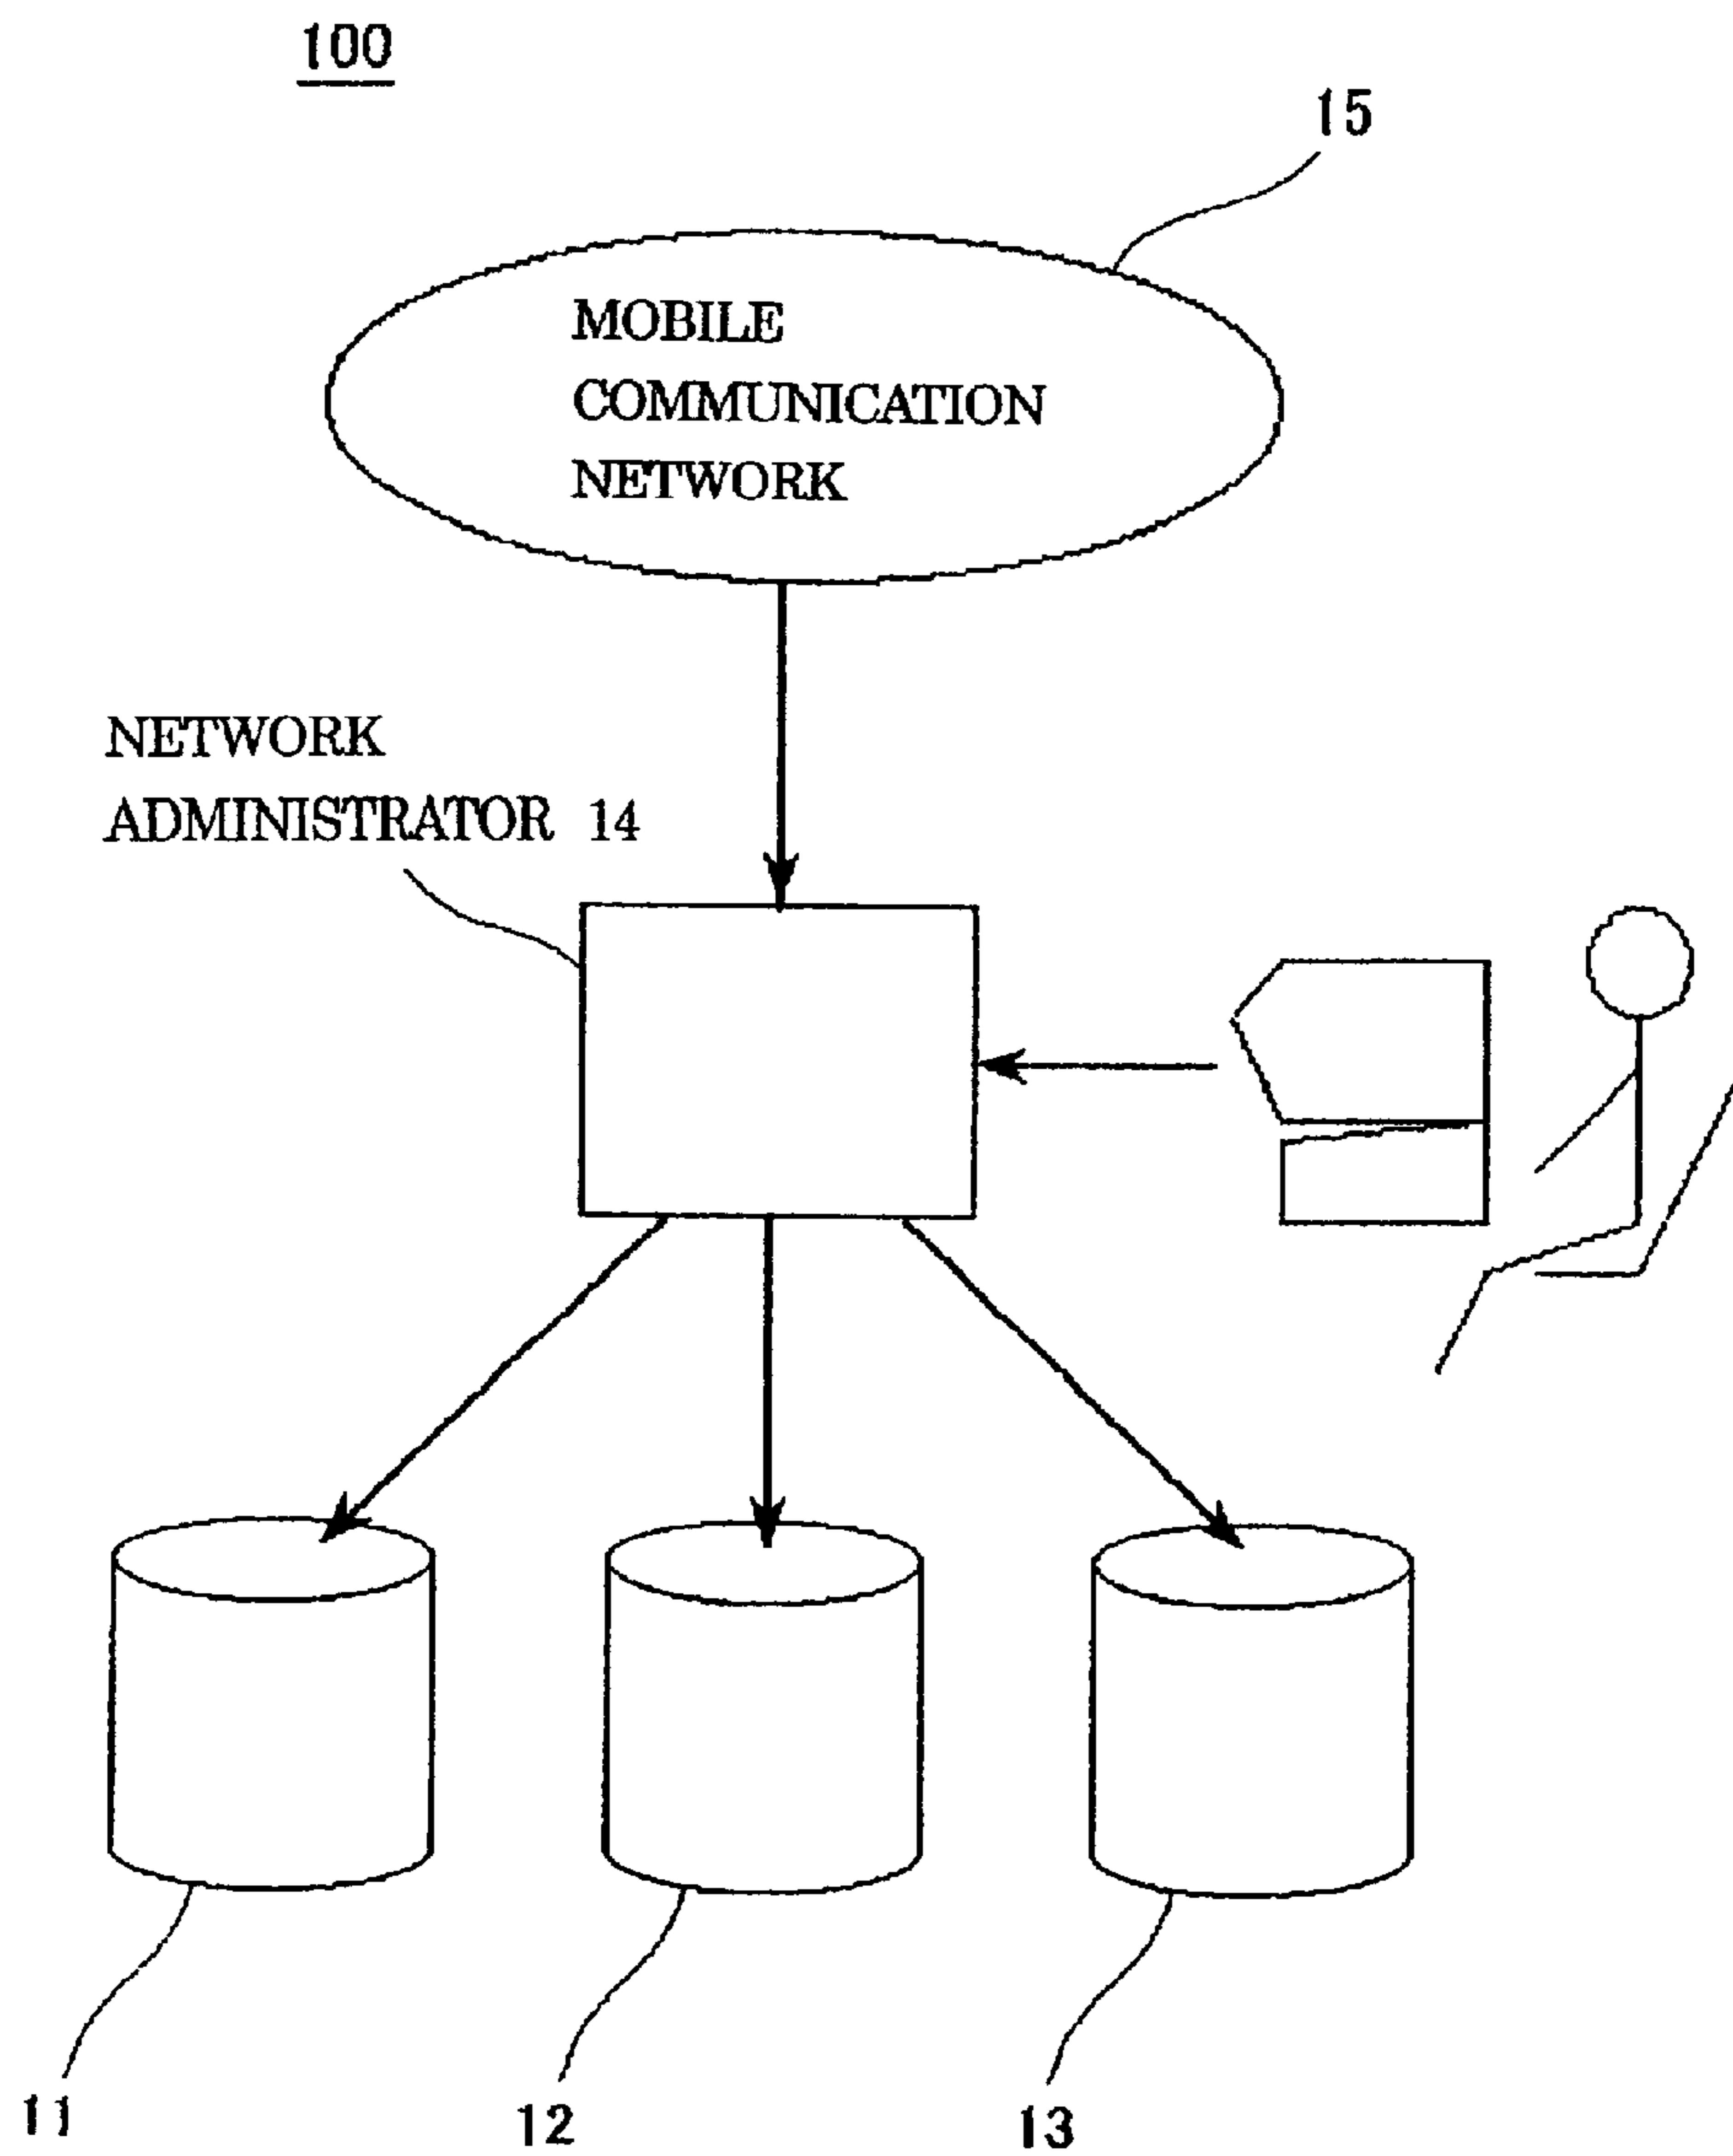 100
15
MOBILE
COMMUNICATION
NETWORK
NETWORK
ADMINISTRATOR 14
11
12
13